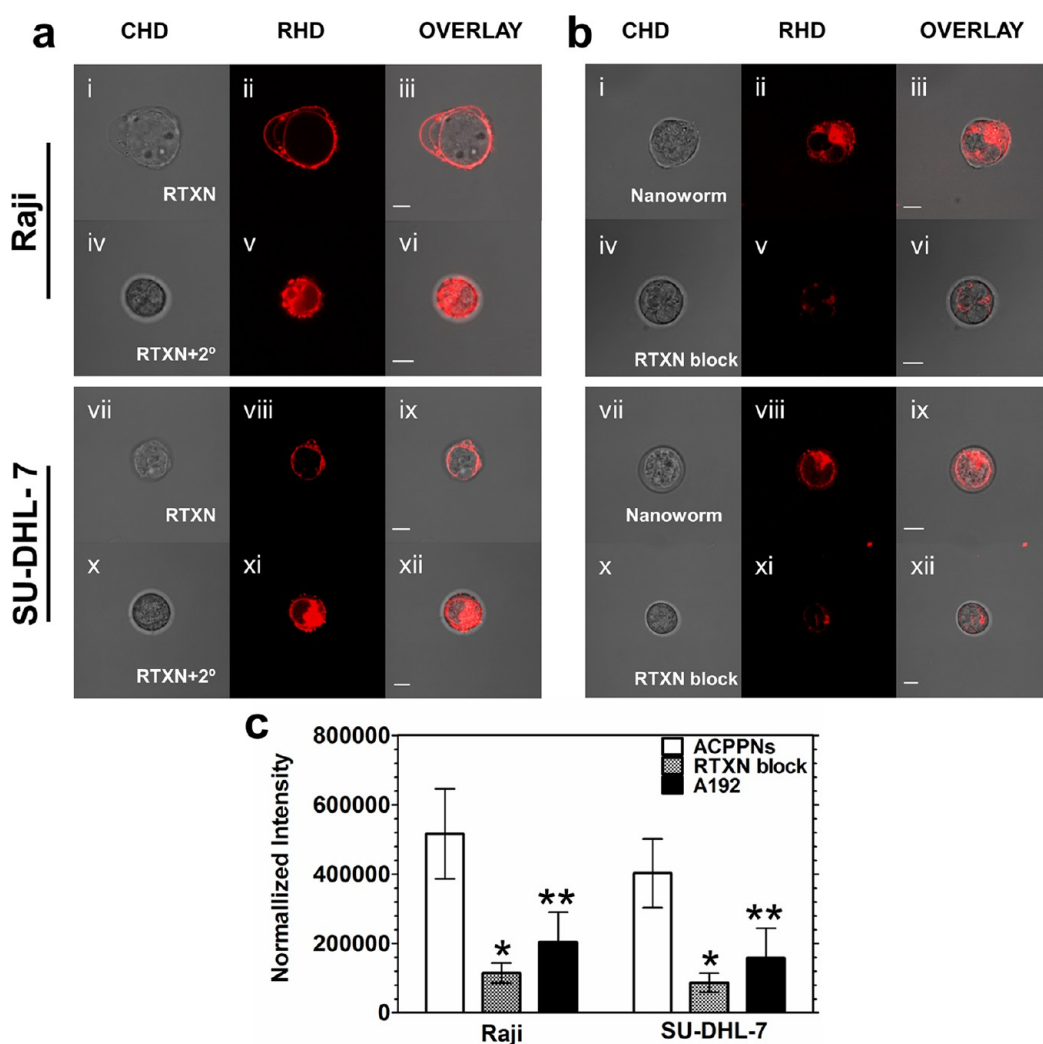 a
CHD RHD OVERLAY
b
CHD RHD OVERLAY
Raji
i ii iii
RTXN
iv v vi
RTXN+2º
SU-DHL- 7
vii viii ix
RTXN
x xi xii
RTXN+2º
i ii iii
Nanoworm
iv v vi
RTXN block
vii viii ix
Nanoworm
x xi xii
RTXN block
c
Normallized Intensity
800000
600000
400000
200000
0
ACPPNs
RTXN block
A192
* **
* **
Raji SU-DHL-7